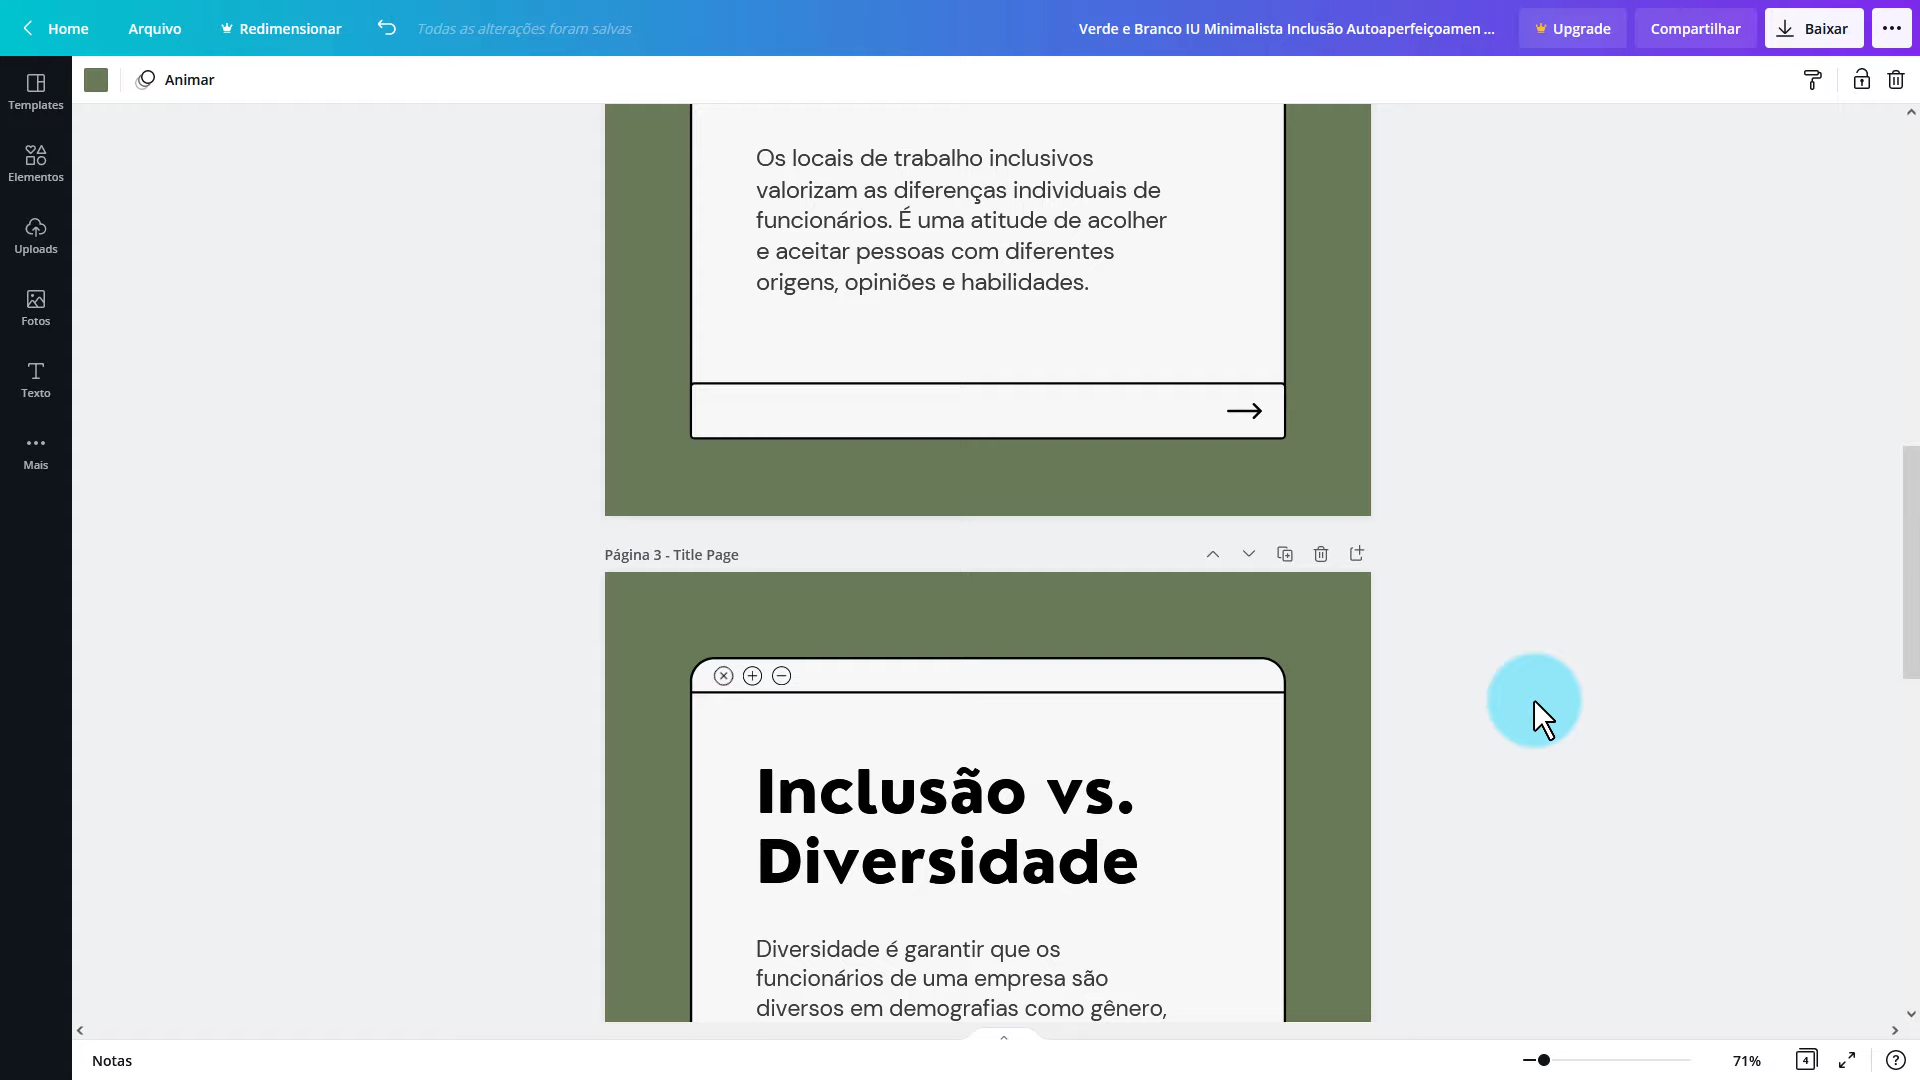 Home
Arquivo
Redimensionar
Todas as alterações foram salvas
Verde e Branco IU Minimalista Inclusão Autoaperfeiçoamen ...
Upgrade
Compartilhar
Baixar
Animar
Templates
Elementos
Uploads
Fotos
Texto
Mais
Os locais de trabalho inclusivos
valorizam as diferenças individuais de
funcionários. É uma atitude de acolher
e aceitar pessoas com diferentes
origens, opiniões e habilidades.
Página 3 - Title Page
Inclusão vs.
Diversidade
Diversidade é garantir que os
funcionários de uma empresa são
diversos em demografias como gênero,
Notas
71%
4